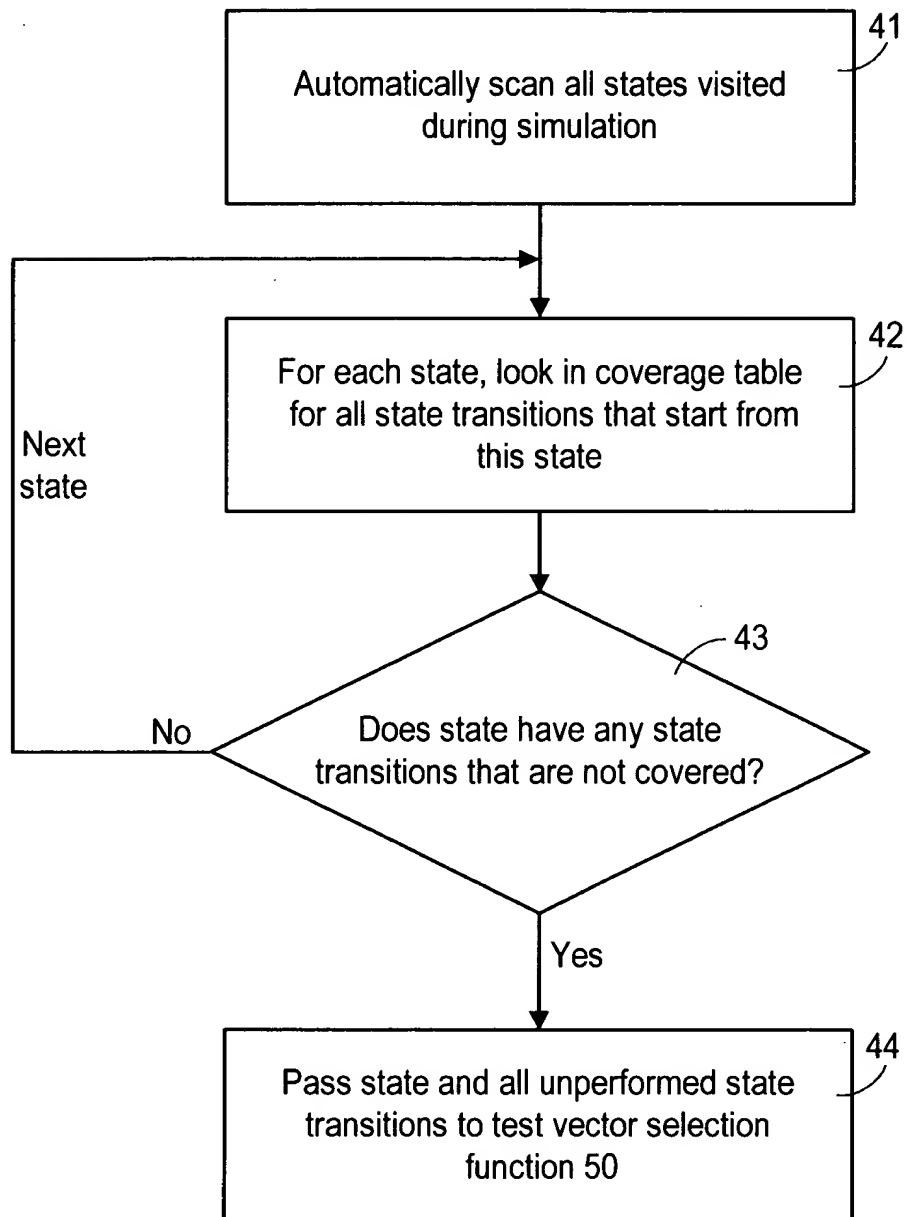 41
Automatically scan all states visited
during simulation
42
For each state, look in coverage table
for all state transitions that start from
this state
Next
state
43
No
Does state have any state
transitions that are not covered?
Yes
44
Pass state and all unperformed state
transitions to test vector selection
function 50